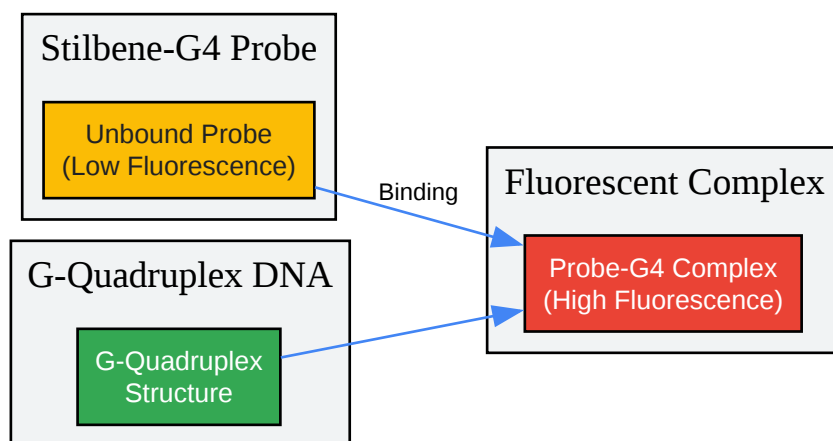 Stilbene-G4 Probe
Unbound Probe
(Low Fluorescence)
Binding
Fluorescent Complex
Probe-G4 Complex
(High Fluorescence)
G-Quadruplex DNA
G-Quadruplex
Structure